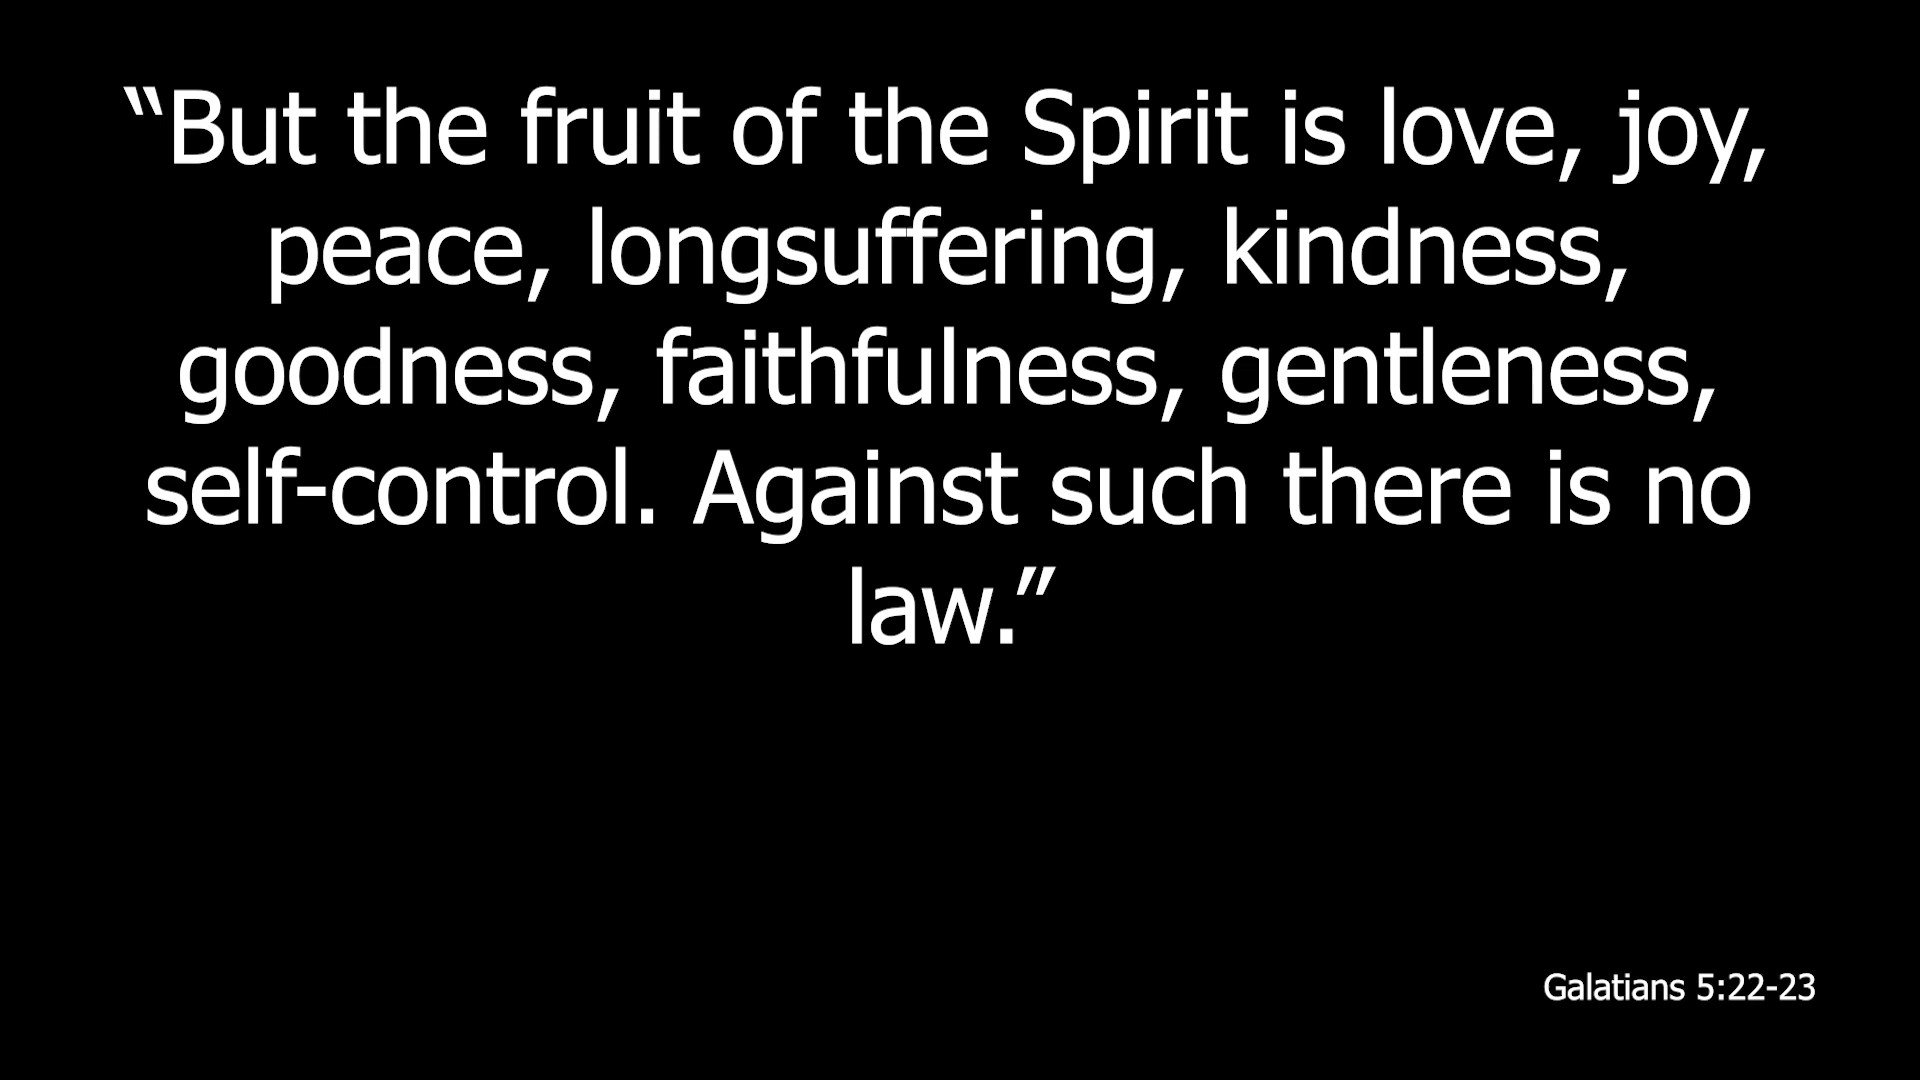 “But the fruit of the Spirit is love, joy,
peace, longsuffering, kindness,
goodness, faithfulness, gentleness,
self-control. Against such there is no
law.”
Galatians 5:22-23